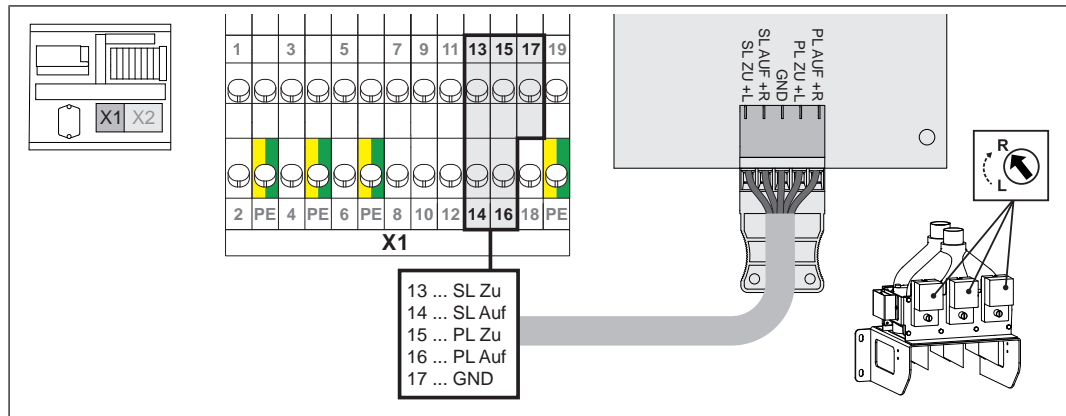 X1 X2
1 3 5 7 9 11 13 15 17 19
2 PE 4 PE 6 PE 8 10 12 14 16 18 PE
X1
13 ... SL Zu
14 ... SL Auf
15 ... PL Zu
16 ... PL Auf
17 ... GND
SL ZU +L
SL AUF +R
GND
PL ZU +L
PL AUF +R
R
L